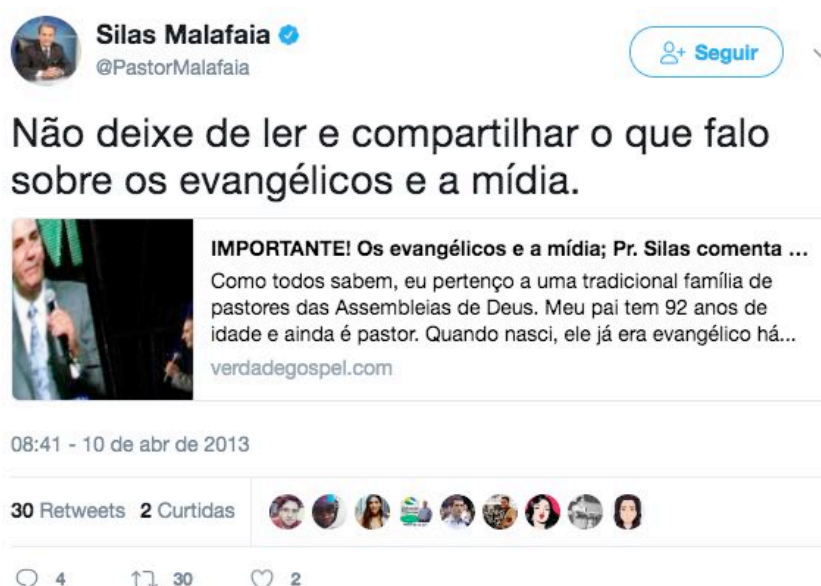 Silas Malafaia
@PastorMalafaia
Seguir
Não deixe de ler e compartilhar o que falo
sobre os evangélicos e a mídia.
IMPORTANTE! Os evangélicos e a mídia; Pr. Silas comenta ...
Como todos sabem, eu pertenço a uma tradicional família de
pastores das Assembleias de Deus. Meu pai tem 92 anos de
idade e ainda é pastor. Quando nasci, ele já era evangélico há...
verdadegospel.com
08:41 - 10 de abr de 2013
30 Retweets 2 Curtidas
4 30 2